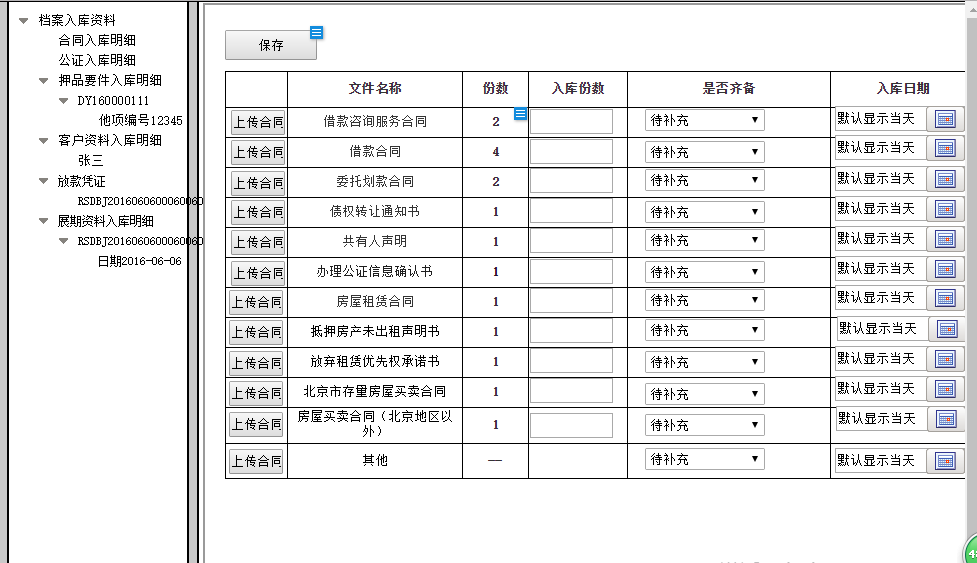 档案入库资料
合同入库明细
公证入库明细
押品要件入库明细
DY160000111
他项编号12345
客户资料入库明细
张三
放款凭证
RSDBJ20160606000600
展期资料入库明细
RSDBJ20160606000600
日期2016-06-06
保存
文件名称 份数 入库份数 是否齐备 入库日期
上传合同 借款咨询服务合同 2 待补充 默认显示当天
上传合同 借款合同 4 待补充 默认显示当天
上传合同 委托划款合同 2 待补充 默认显示当天
上传合同 债权转让通知书 1 待补充 默认显示当天
上传合同 共有人声明 1 待补充 默认显示当天
上传合同 办理公证信息确认书 1 待补充 默认显示当天
上传合同 房屋租赁合同 1 待补充 默认显示当天
上传合同 抵押房产未出租声明书 1 待补充 默认显示当天
上传合同 放弃租赁优先权承诺书 1 待补充 默认显示当天
上传合同 北京市存量房屋买卖合同 1 待补充 默认显示当天
上传合同 房屋买卖合同（北京地区以
外） 1 待补充 默认显示当天
上传合同 其他 — 待补充 默认显示当天